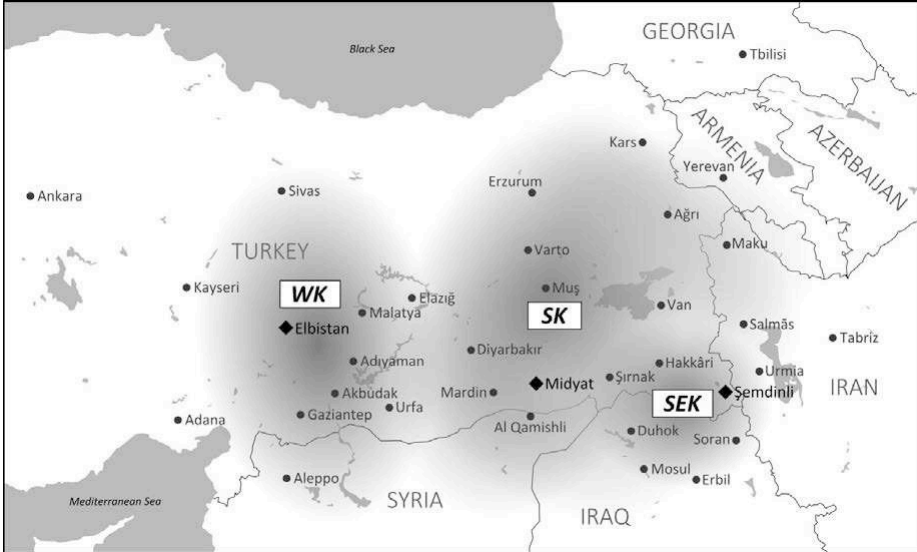 GEORGIA
Black Sea
Tbilisi
Kars
ARMENIA
AZERBAIJAN
Yerevan
Ankara
Sivas
Erzurum
Ağrı
TURKEY
Varto
Maku
Kayseri
WK
Elazığ
Muş
Malatya
SK
Van
Elbistan
Salmās
Tabrīz
Diyarbakır
Adıyaman
Hakkâri
Urmia
Şırnak
IRAN
Midyat
Mardin
Akbudak
Şemdinli
SEK
Urfa
Gaziantep
Adana
Al Qamishli
Duhok
Soran
Mosul
Aleppo
Erbil
Mediterranean Sea
SYRIA
IRAQ